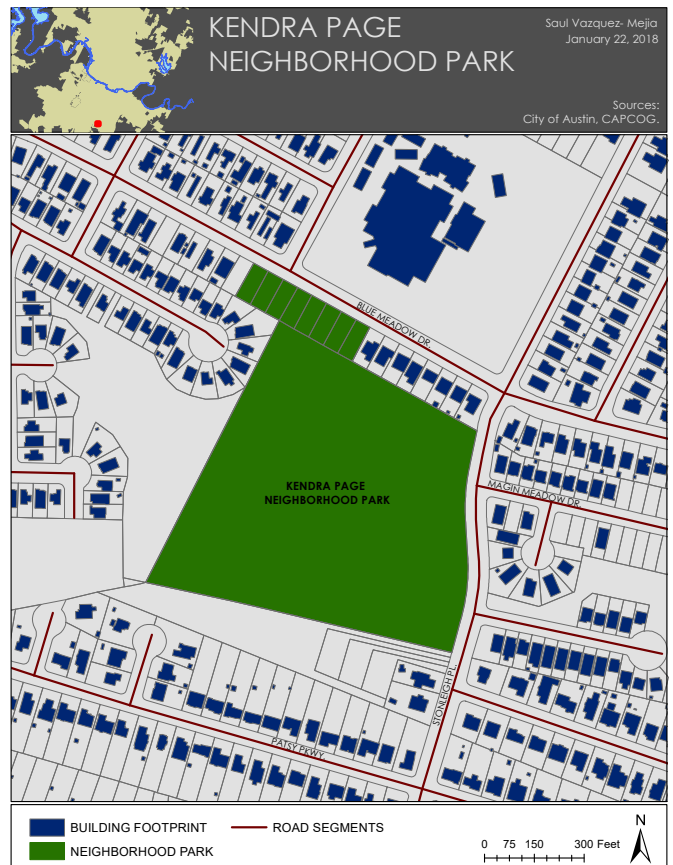 KENDRA PAGE
NEIGHBORHOOD PARK
Saul Vazquez- Mejia
January 22, 2018
Sources:
City of Austin, CAPCOG.
BLUE MEADOW DR.
KENDRA PAGE
NEIGHBORHOOD PARK
MAGIN MEADOW DR.
STONLEIGH PL.
PATSY PKWY.
BUILDING FOOTPRINT
ROAD SEGMENTS
NEIGHBORHOOD PARK
0 75 150 300 Feet
N